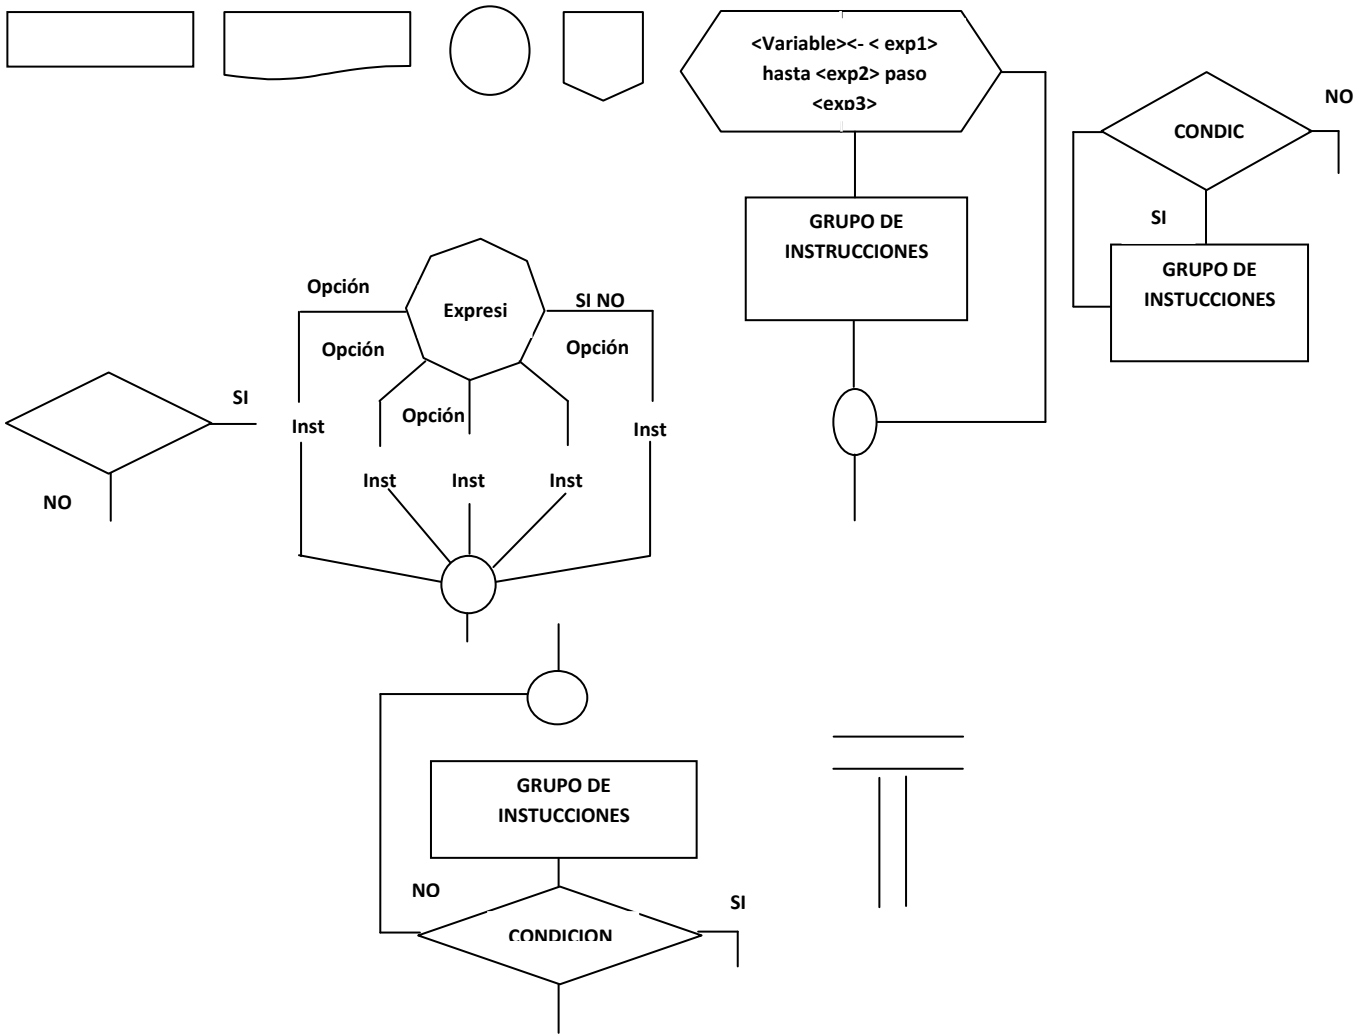 <Variable><- < exp1>
hasta <exp2> paso
<exp3>
NO
CONDIC
SI
GRUPO DE
INSTUCCIONES
GRUPO DE
INSTRUCCIONES
Opción
Expresi
SI NO
Opción
Opción
SI
Opción
Inst
Inst
Inst
Inst
Inst
NO
GRUPO DE
INSTUCCIONES
NO
SI
CONDICION